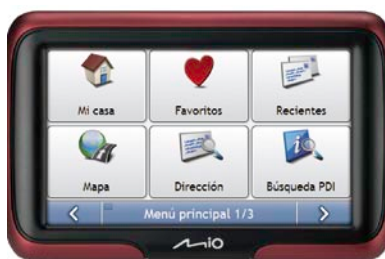 Mi casa
Favoritos
Recientes
Mapa
Dirección
Búsqueda PDI
Menú principal 1/3
Mio